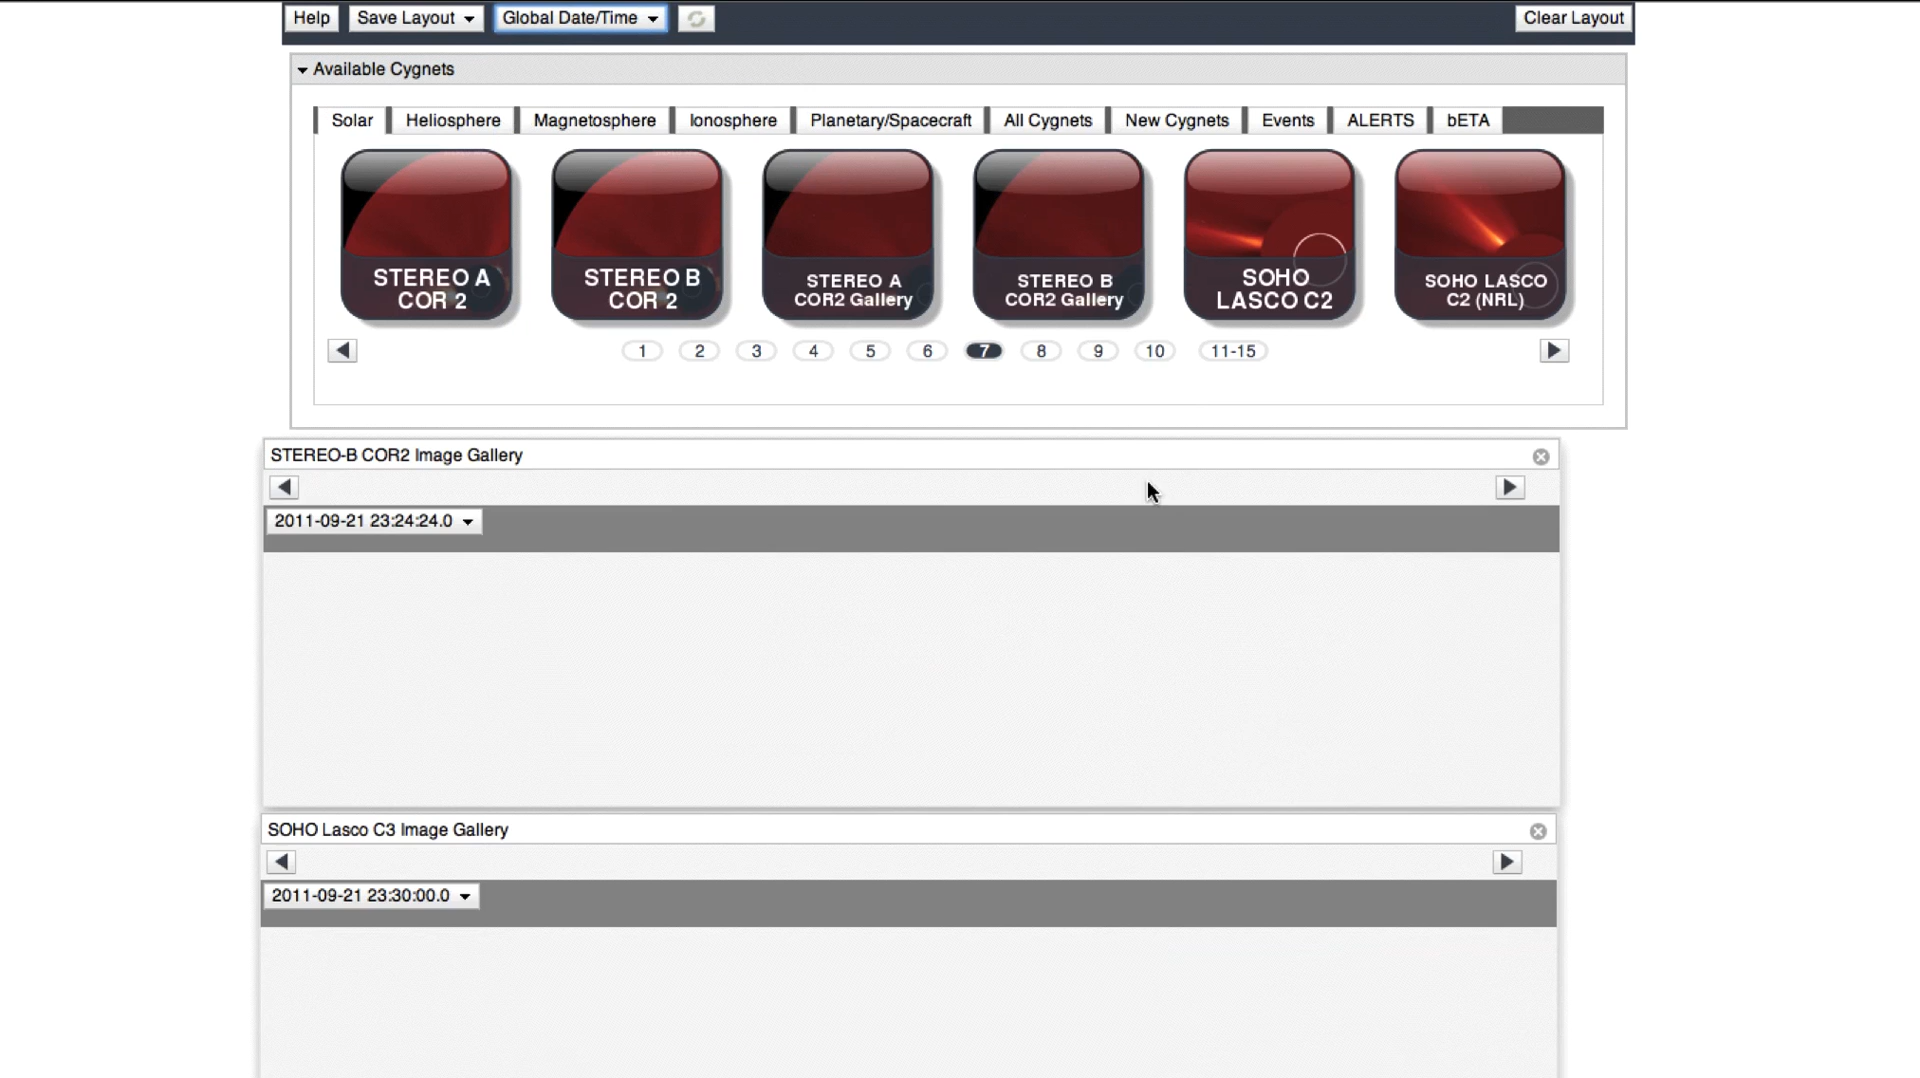 Help Save Layout Global Date/Time Clear Layout
Available Cygnets
Solar Heliosphere Magnetosphere Ionosphere Planetary/Spacecraft All Cygnets New Cygnets Events ALERTS bETA
STEREO A
COR 2
STEREO B
COR 2
STEREO A
COR2 Gallery
STEREO B
COR2 Gallery
SOHO
LASCO C2
SOHO LASCO
C2 (NRL)
1 2 3 4 5 6 7 8 9 10 11-15
STEREO-B COR2 Image Gallery
2011-09-21 23:24:24.0
SOHO Lasco C3 Image Gallery
2011-09-21 23:30:00.0